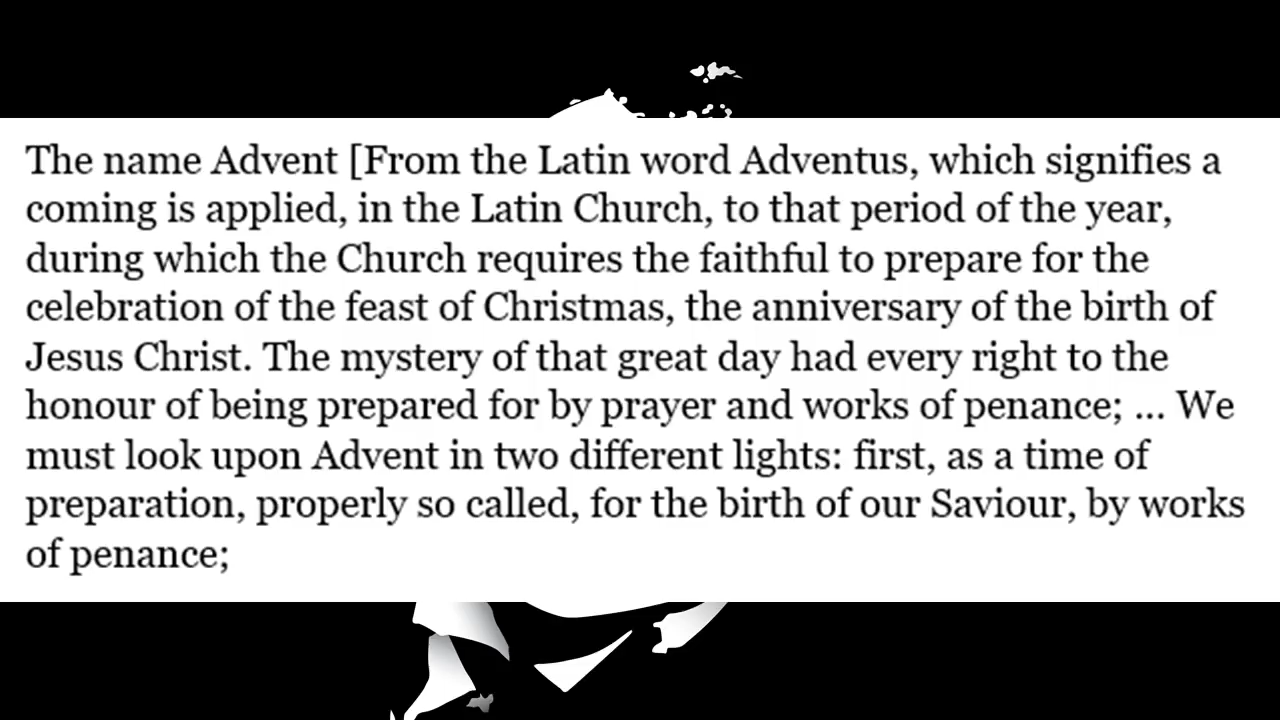 The name Advent [From the Latin word Adventus, which signifies a
coming is applied, in the Latin Church, to that period of the year,
during which the Church requires the faithful to prepare for the
celebration of the feast of Christmas, the anniversary of the birth of
Jesus Christ. The mystery of that great day had every right to the
honour of being prepared for by prayer and works of penance; ... We
must look upon Advent in two different lights: first, as a time of
preparation, properly so called, for the birth of our Saviour, by works
of penance;